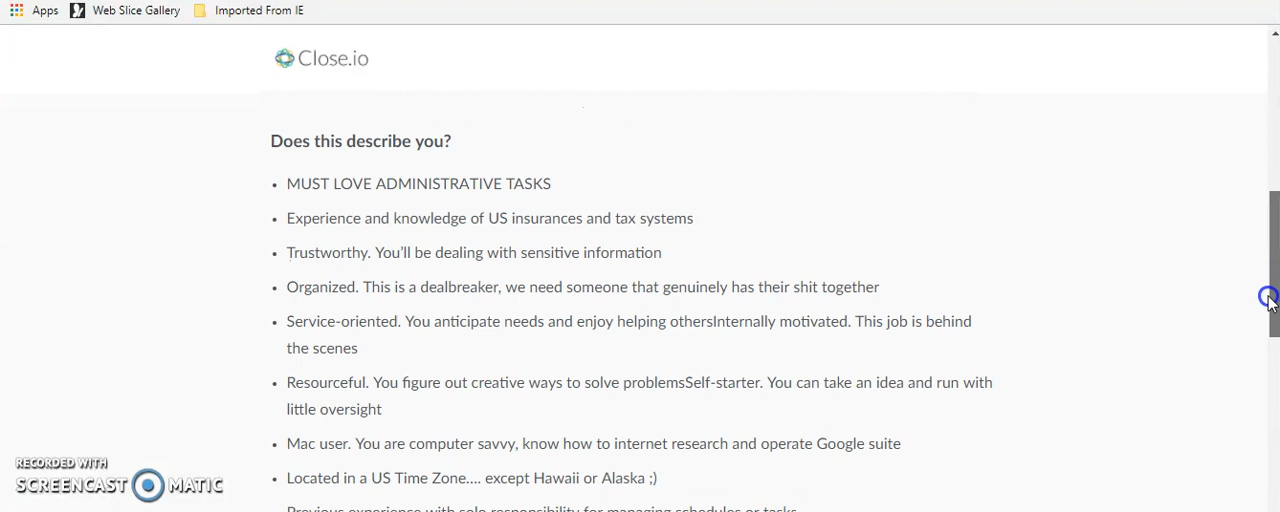 Apps Web Slice Gallery Imported From IE
Close.io
Does this describe you?
• MUST LOVE ADMINISTRATIVE TASKS
• Experience and knowledge of US insurances and tax systems
• Trustworthy. You’ll be dealing with sensitive information
• Organized. This is a dealbreaker, we need someone that genuinely has their shit together
• Service-oriented. You anticipate needs and enjoy helping othersInternally motivated. This job is behind
the scenes
• Resourceful. You figure out creative ways to solve problemsSelf-starter. You can take an idea and run with
little oversight
• Mac user. You are computer savvy, know how to internet research and operate Google suite
• Located in a US Time Zone.... except Hawaii or Alaska ;)
Previous experience with solo responsibility for managing schedules or tasks
RECORDED WITH
SCREENCAST MATIC